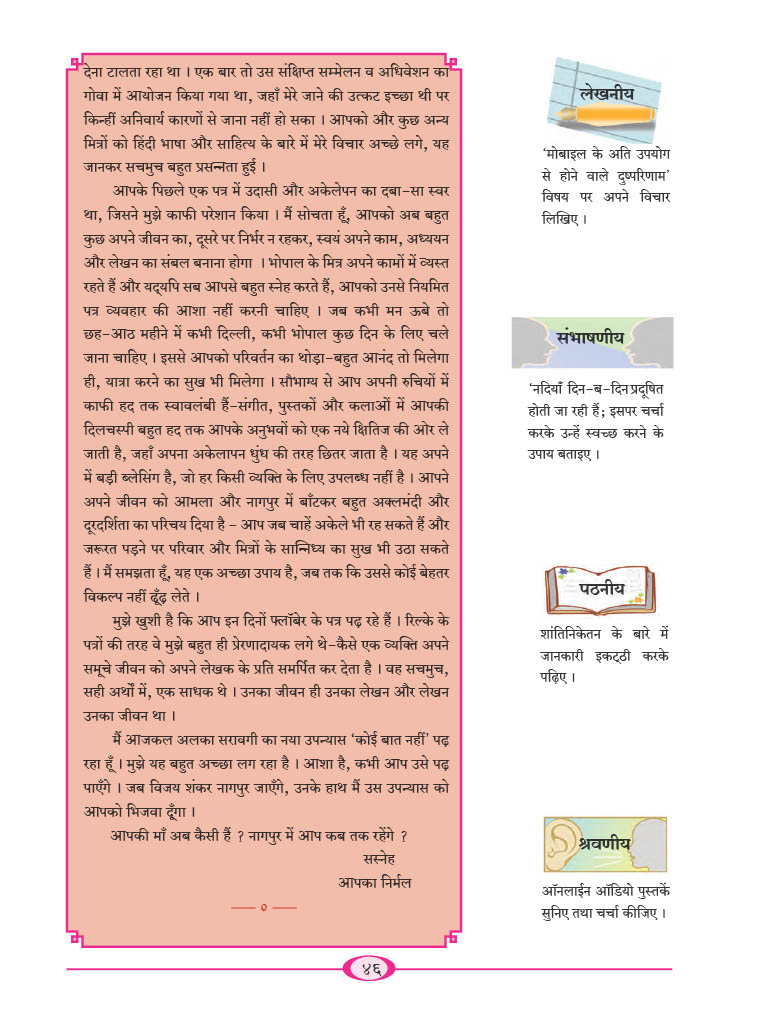 देना टालता रहा था । एक बार तो उस संक्षिप्त सम्मेलन व अधिवेशन का
गोवा में आयोजन किया गया था, जहाँ मेरे जाने की उत्कट इच्छा थी पर
किन्हीं अनिवार्य कारणों से जाना नहीं हो सका । आपको और कुछ अन्य
मित्रों को हिंदी भाषा और साहित्य के बारे में मेरे विचार अच्छे लगे, यह
जानकर सचमुच बहुत प्रसन्नता हुई ।
आपके पिछले एक पत्र में उदासी और अकेलेपन का दबा-सा स्वर
था, जिसने मुझे काफी परेशान किया । मैं सोचता हूँ, आपको अब बहुत
कुछ अपने जीवन का, दूसरे पर निर्भर न रहकर, स्वयं अपने काम, अध्ययन
और लेखन का संबल बनाना होगा । भोपाल के मित्र अपने कामों में व्यस्त
रहते हैं और यद्‌यपि सब आपसे बहुत स्नेह करते हैं, आपको उनसे नियमित
पत्र व्यवहार की आशा नहीं करनी चाहिए । जब कभी मन ऊबे तो
छह-आठ महीने में कभी दिल्ली, कभी भोपाल कुछ दिन के लिए चले
जाना चाहिए । इससे आपको परिवर्तन का थोड़ा-बहुत आनंद तो मिलेगा
ही, यात्रा करने का सुख भी मिलेगा । सौभाग्य से आप अपनी रुचियों में
काफी हद तक स्वावलंबी हैं-संगीत, पुस्तकों और कलाओं में आपकी
दिलचस्पी बहुत हद तक आपके अनुभवों को एक नये क्षितिज की ओर ले
जाती है, जहाँ अपना अकेलापन धुंध की तरह छितर जाता है । यह अपने
में बड़ी ब्लेसिंग है, जो हर किसी व्यक्ति के लिए उपलब्ध नहीं है । आपने
अपने जीवन को आमला और नागपुर में बाँटकर बहुत अक्लमंदी और
दूरदर्शिता का परिचय दिया है - आप जब चाहें अकेले भी रह सकते हैं और
जरूरत पड़ने पर परिवार और मित्रों के सान्निध्य का सुख भी उठा सकते
हैं । मैं समझता हूँ, यह एक अच्छा उपाय है, जब तक कि उससे कोई बेहतर
विकल्प नहीं ढूँढ़ लेते ।
मुझे खुशी है कि आप इन दिनों फ्लॉबेर के पत्र पढ़ रहे हैं । रिल्के के
पत्रों की तरह वे मुझे बहुत ही प्रेरणादायक लगे थे-कैसे एक व्यक्ति अपने
समूचे जीवन को अपने लेखक के प्रति समर्पित कर देता है । वह सचमुच,
सही अर्थों में, एक साधक थे । उनका जीवन ही उनका लेखन और लेखन
उनका जीवन था ।
मैं आजकल अलका सरावगी का नया उपन्यास ‘कोई बात नहीं’ पढ़
रहा हूँ । मुझे यह बहुत अच्छा लग रहा है । आशा है, कभी आप उसे पढ़
पाएँगे । जब विजय शंकर नागपुर जाएँगे, उनके हाथ मैं उस उपन्यास को
आपको भिजवा दूँगा ।
आपकी माँ अब कैसी हैं ? नागपुर में आप कब तक रहेंगे ?
सस्नेह
आपका निर्मल
—— ० ——
लेखनीय
‘मोबाइल के अति उपयोग
से होने वाले दुष्परिणाम’
विषय पर अपने विचार
लिखिए ।
संभाषणीय
‘नदियाँ दिन-ब-दिन प्रदूषित
होती जा रही हैं; इसपर चर्चा
करके उन्हें स्वच्छ करने के
उपाय बताइए ।
पठनीय
शांतिनिकेतन के बारे में
जानकारी इकट्‌ठी करके
पढ़िए ।
श्रवणीय
ऑनलाईन ऑडियो पुस्तकें
सुनिए तथा चर्चा कीजिए ।
४६